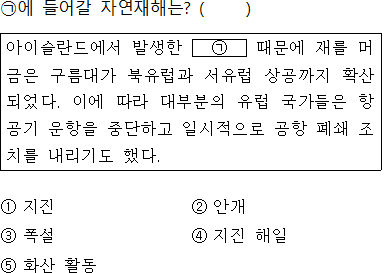 ㉠에 들어갈 자연재해는? (      )
아이슬란드에서 발생한 ㉠ 때문에 재를 머
금은 구름대가 북유럽과 서유럽 상공까지 확산
되었다. 이에 따라 대부분의 유럽 국가들은 항
공기 운항을 중단하고 일시적으로 공항 폐쇄 조
치를 내리기도 했다.
① 지진 ② 안개
③ 폭설 ④ 지진 해일
⑤ 화산 활동